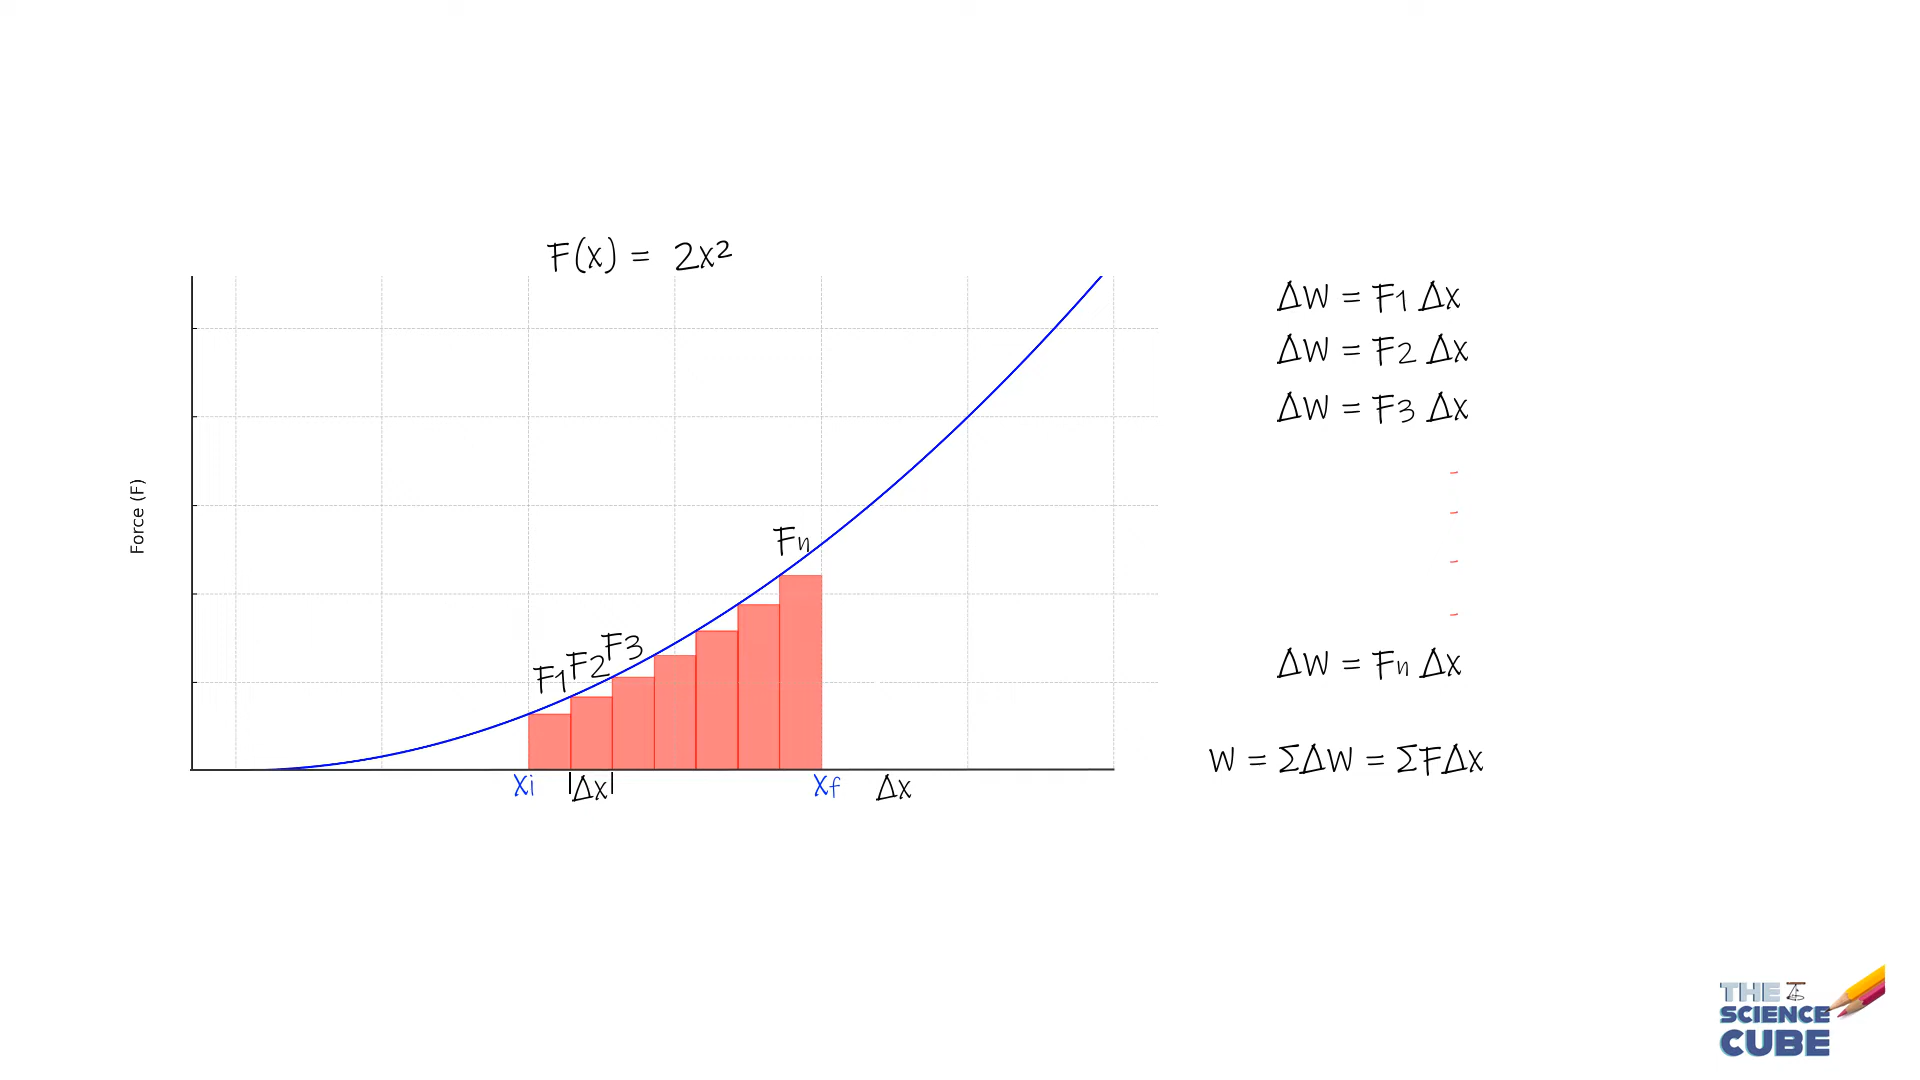 F(x) = 2x²
Force (F)
F1 F2 F3 Fn
Xi |Δx| Xf Δx
ΔW = F1 Δx
ΔW = F2 Δx
ΔW = F3 Δx
-
-
-
-
ΔW = Fn Δx
W = ΣΔW = ΣFΔx
THE
SCIENCE
CUBE